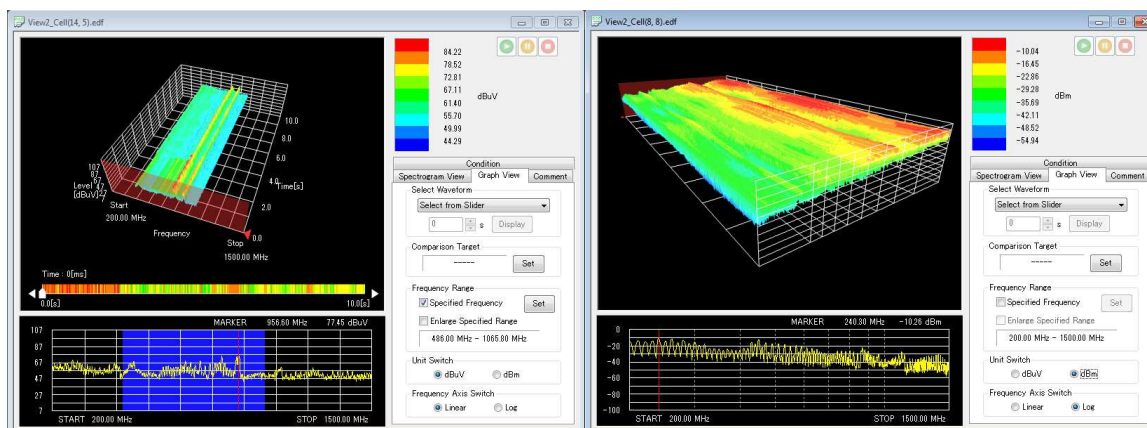 View2_Cell(14, 5).edf
84.22
78.52
72.81
67.11
61.40
55.70
49.99
44.29
dBuV
10.0
8.0
6.0
4.0
Time[s]
2.0
0.0
107
87
67
47
27
7
Level
[dBuV]
Start
200.00 MHz
Frequency
Stop
1500.00 MHz
Time : 0[ms]
0.0[s]
10.0[s]
MARKER 956.60 MHz 77.45 dBuV
107
87
67
47
27
7
START 200.00 MHz
STOP 1500.00 MHz
Condition
Spectrogram View
Graph View
Comment
Select Waveform
Select from Slider
0 s Display
Comparison Target
----- Set
Frequency Range
Specified Frequency Set
Enlarge Specified Range
486.00 MHz - 1065.80 MHz
Unit Switch
dBuV dBm
Frequency Axis Switch
Linear Log
View2_Cell(8, 8).edf
-10.04
-16.45
-22.86
-29.28
-35.69
-42.11
-48.52
-54.94
dBm
MARKER 240.30 MHz -10.26 dBm
0
-20
-40
-60
-80
-100
START 200.00 MHz
STOP 1500.00 MHz
Condition
Spectrogram View
Graph View
Comment
Select Waveform
Select from Slider
0 s Display
Comparison Target
----- Set
Frequency Range
Specified Frequency Set
Enlarge Specified Range
200.00 MHz - 1500.00 MHz
Unit Switch
dBuV dBm
Frequency Axis Switch
Linear Log